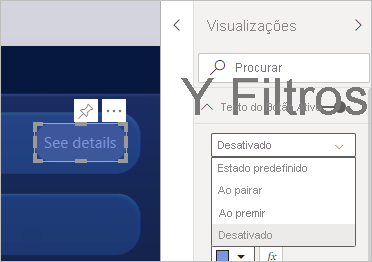 Visualizações
Procurar
Y Filtros
Texto do Botão Ativo
See details
Desativado
Estado predefinido
Ao pairar
Ao premir
Desativado
fx